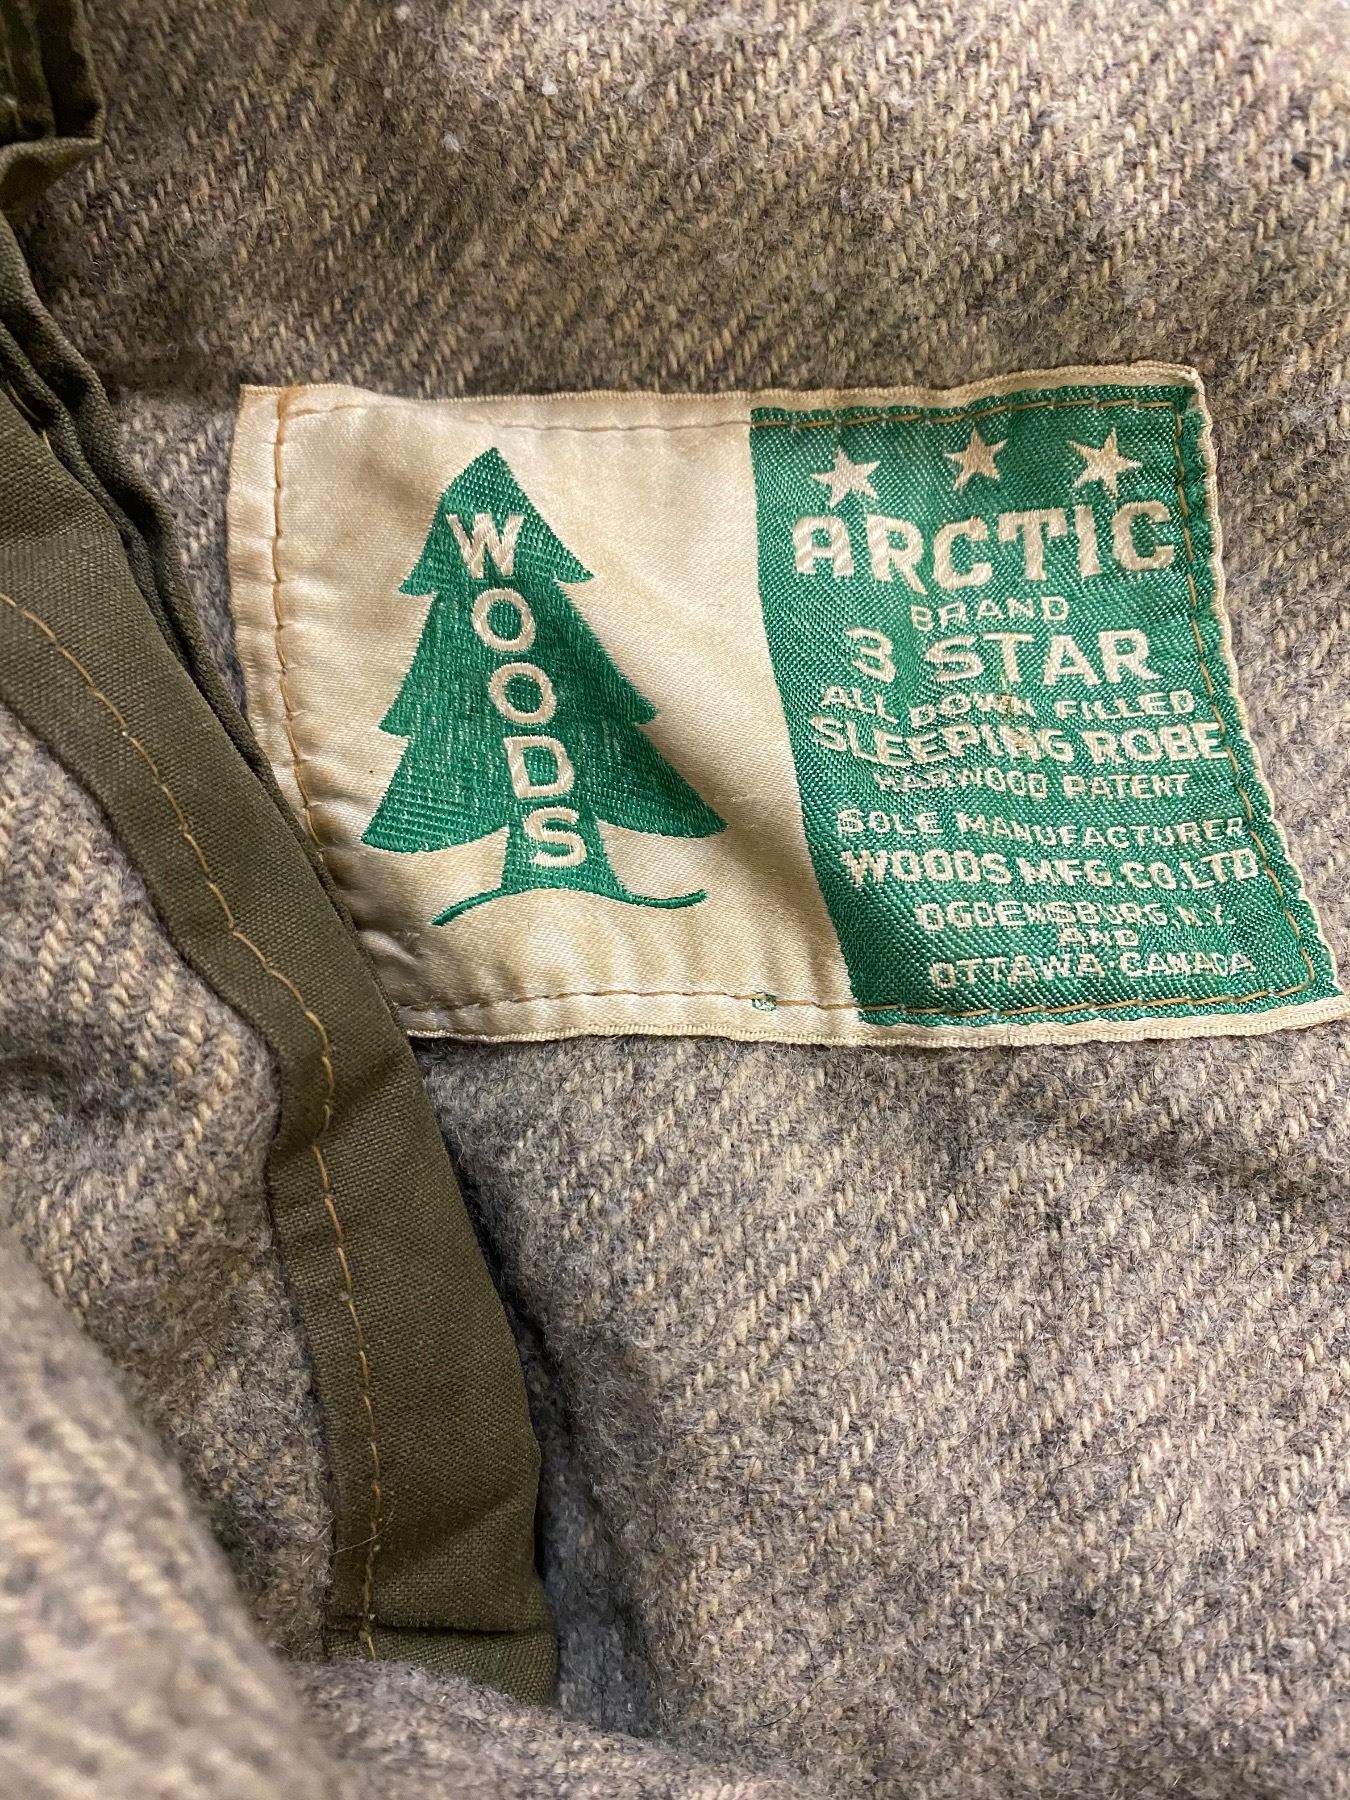 WOODS
ARCTIC
BRAND
3 STAR
ALL DOWN FILLED
SLEEPING ROBE
HARWOOD PATENT
SOLE MANUFACTURER
WOODS MFG. CO. LTD
OGDENSBURG, N.Y.
AND
OTTAWA CANADA